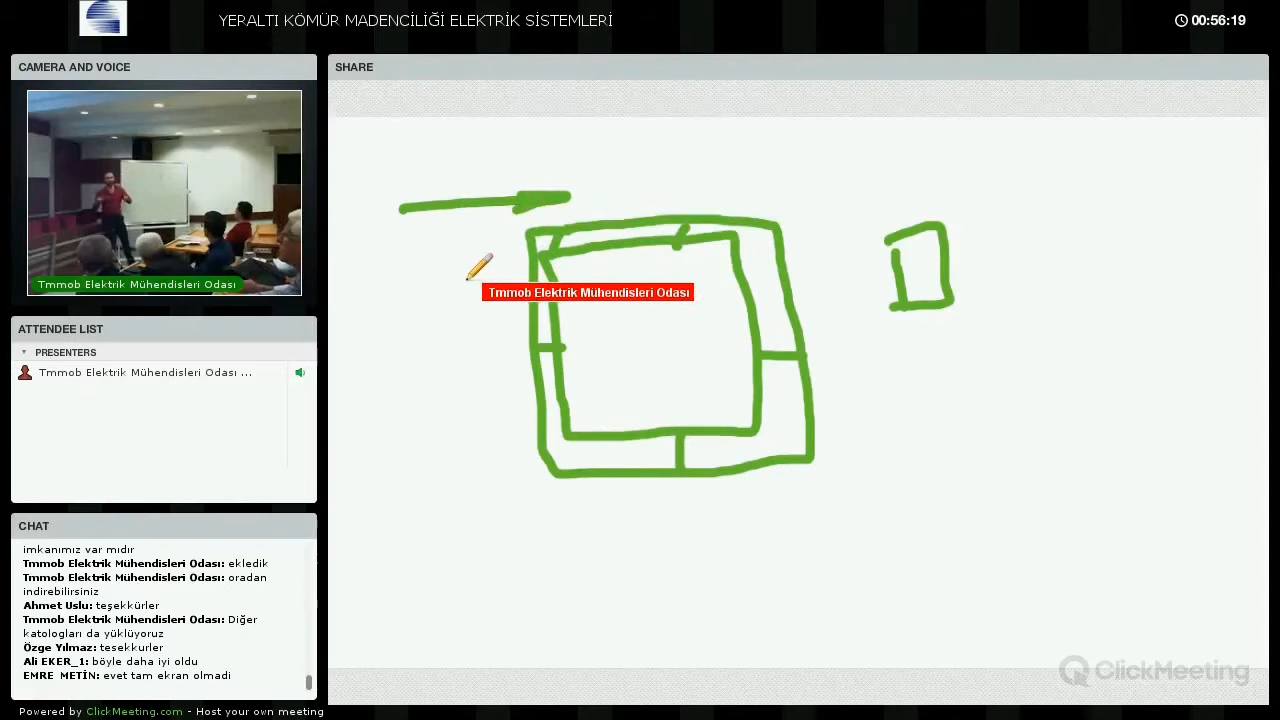 YERALTI KÖMÜR MADENCİLİĞİ ELEKTRİK SİSTEMLERİ
00:56:19
CAMERA AND VOICE
SHARE
Tmmob Elektrik Mühendisleri Odası
Tmmob Elektrik Mühendisleri Odası
ATTENDEE LIST
PRESENTERS
Tmmob Elektrik Mühendisleri Odası ...
CHAT
imkanımız var mıdır
Tmmob Elektrik Mühendisleri Odası: ekledik
Tmmob Elektrik Mühendisleri Odası: oradan
indirebilirsiniz
Ahmet Uslu: teşekkürler
Tmmob Elektrik Mühendisleri Odası: Diğer
katologları da yüklüyoruz
Özge Yılmaz: tesekkurler
Ali EKER_1: böyle daha iyi oldu
EMRE METİN: evet tam ekran olmadi
ClickMeeting
Powered by ClickMeeting.com - Host your own meeting